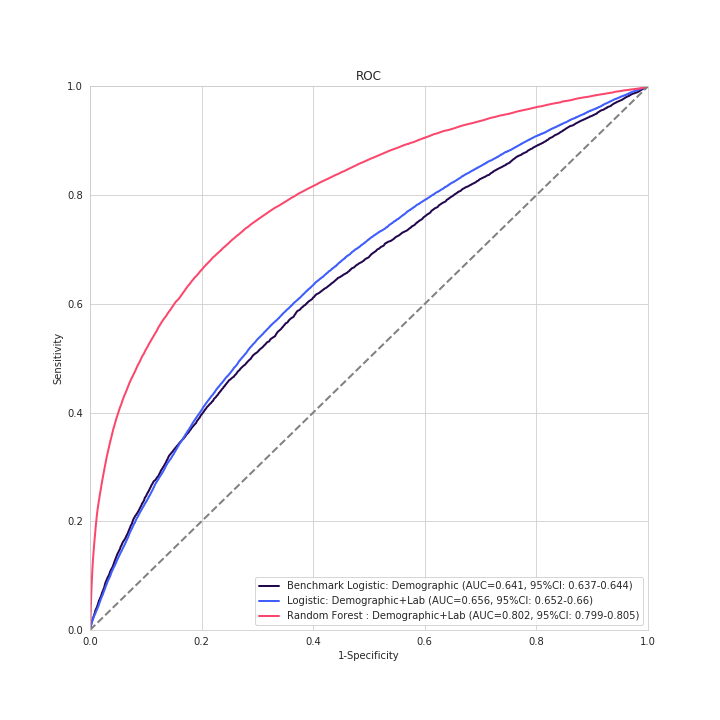 ROC
1.0
0.8
0.6
0.4
0.2
0.0
Sensitivity
Benchmark Logistic: Demographic (AUC=0.641, 95%CI: 0.637-0.644)
Logistic: Demographic+Lab (AUC=0.656, 95%CI: 0.652-0.66)
Random Forest : Demographic+Lab (AUC=0.802, 95%CI: 0.799-0.805)
0.0 0.2 0.4 0.6 0.8 1.0
1-Specificity